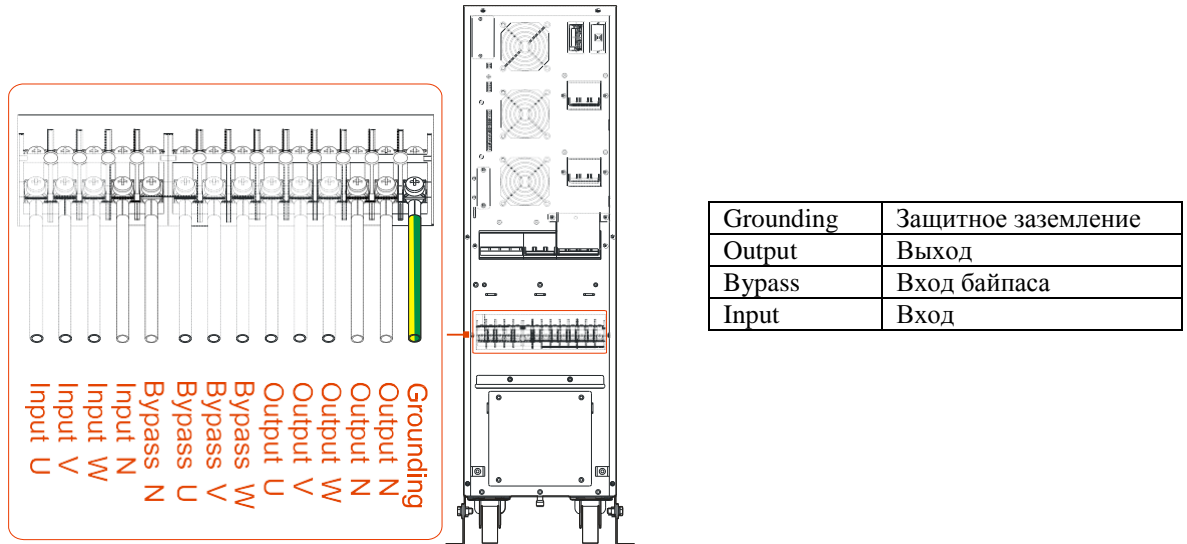 Input U
Input V
Input W
Input N
Bypass N
Bypass U
Bypass V
Bypass W
Output U
Output V
Output W
Output N
Output N
Grounding
Grounding Защитное заземление
Output Выход
Bypass Вход байпаса
Input Вход